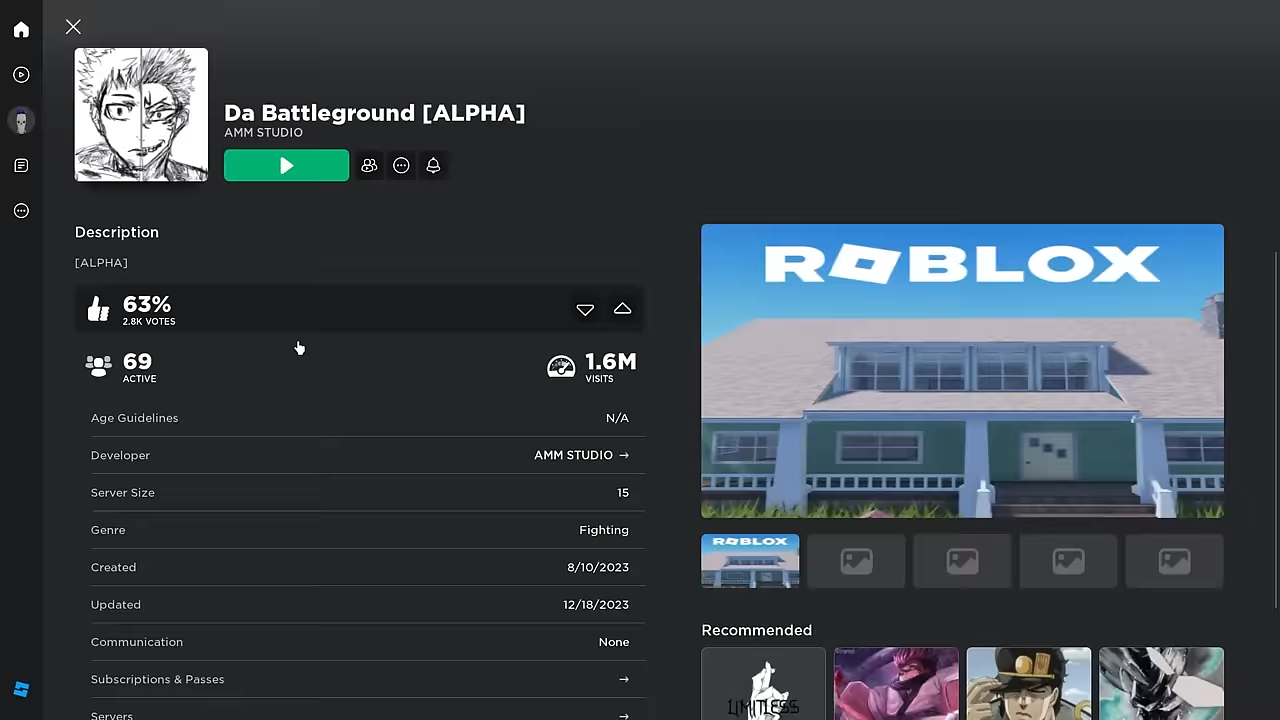 Da Battleground [ALPHA]
AMM STUDIO
Description
[ALPHA]
63%
2.8K VOTES
69
ACTIVE
1.6M
VISITS
Age Guidelines N/A
Developer AMM STUDIO →
Server Size 15
Genre Fighting
Created 8/10/2023
Updated 12/18/2023
Communication None
Subscriptions & Passes →
Servers →
ROBLOX
ROBLOX
Recommended
LIMITLESS